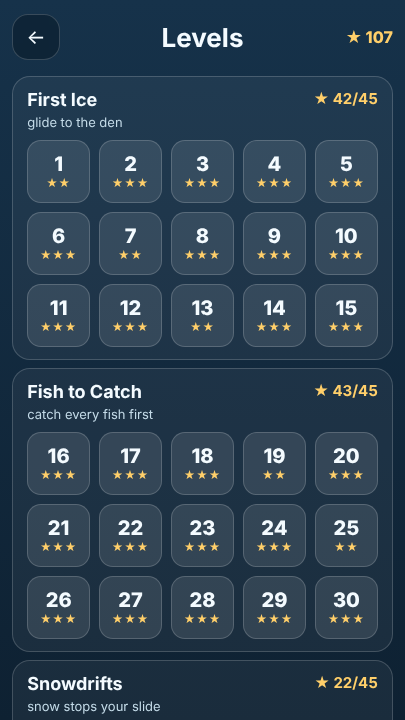 ← Levels ★ 107
First Ice ★ 42/45
glide to the den
1 2 3 4 5
★★ ★★★ ★★★ ★★★ ★★★
6 7 8 9 10
★★★ ★★ ★★★ ★★★ ★★★
11 12 13 14 15
★★★ ★★★ ★★ ★★★ ★★★
Fish to Catch ★ 43/45
catch every fish first
16 17 18 19 20
★★★ ★★★ ★★★ ★★ ★★★
21 22 23 24 25
★★★ ★★★ ★★★ ★★★ ★★
26 27 28 29 30
★★★ ★★★ ★★★ ★★★ ★★★
Snowdrifts ★ 22/45
snow stops your slide